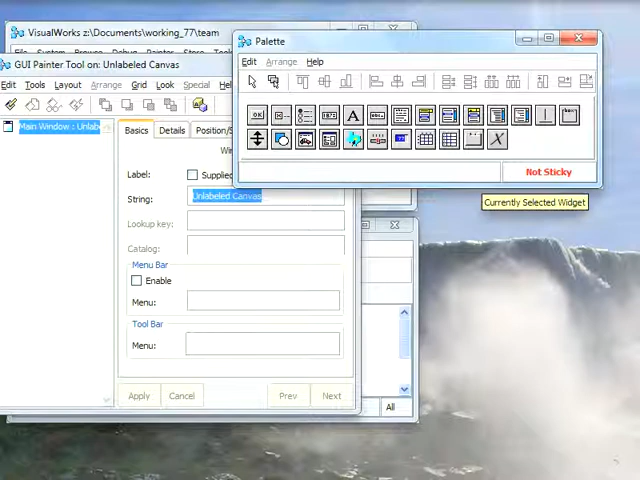 VisualWorks z:\Documents\working_77\team
File System Browse Debug Tools
Palette
Edit Arrange Help
GUI Painter Tool on: Unlabeled Canvas
Edit Tools Layout Arrange Grid Look Special
OK
A
X
Not Sticky
Currently Selected Widget
Main Window : Unlab
Basics Details Position/S
Label: Supplied
String: Unlabeled Canvas
Lookup key:
Catalog:
Menu Bar
Enable
Menu:
Tool Bar
Menu:
Apply Cancel Prev Next
All